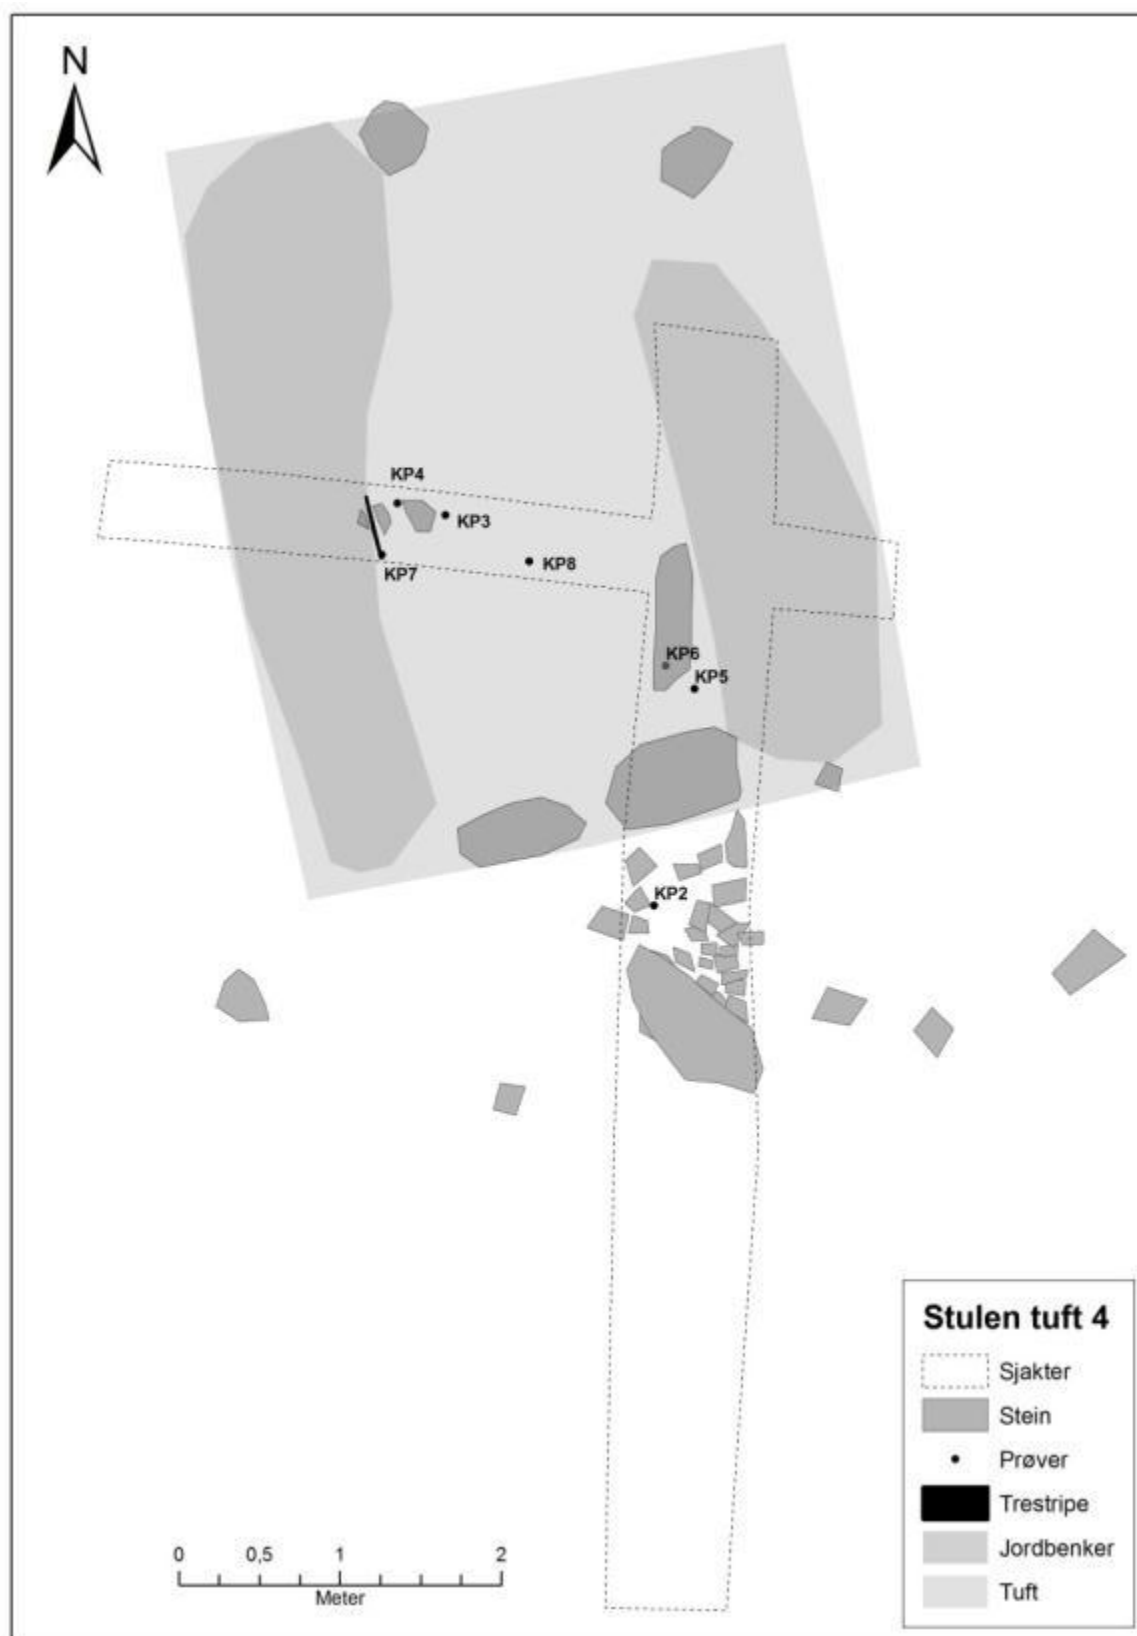 N
KP4
KP3
KP7
KP8
KP6
KP5
KP2
Stulen tuft 4
Sjakter
Stein
Prøver
Trestripe
Jordbenker
Tuft
0 0,5 1 2
Meter